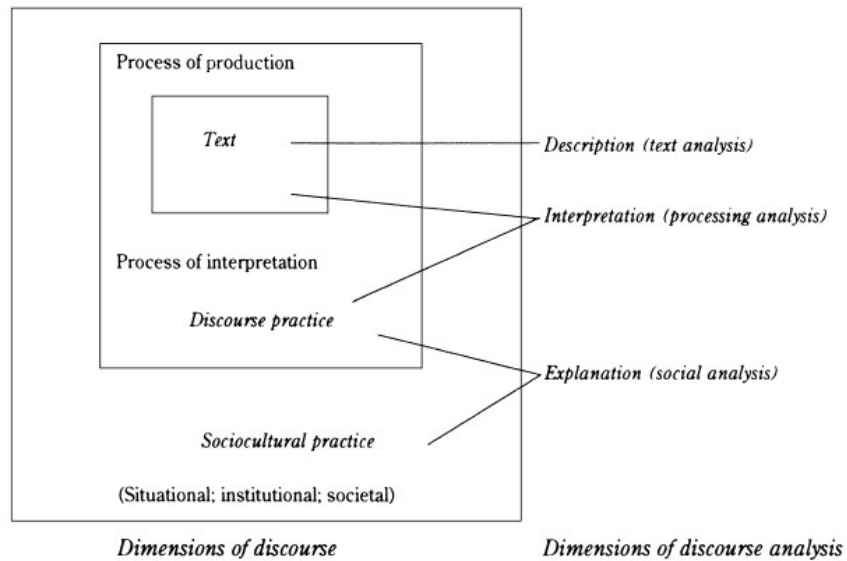 Process of production
Text
Description (text analysis)
Interpretation (processing analysis)
Process of interpretation
Discourse practice
Explanation (social analysis)
Sociocultural practice
(Situational; institutional; societal)
Dimensions of discourse
Dimensions of discourse analysis